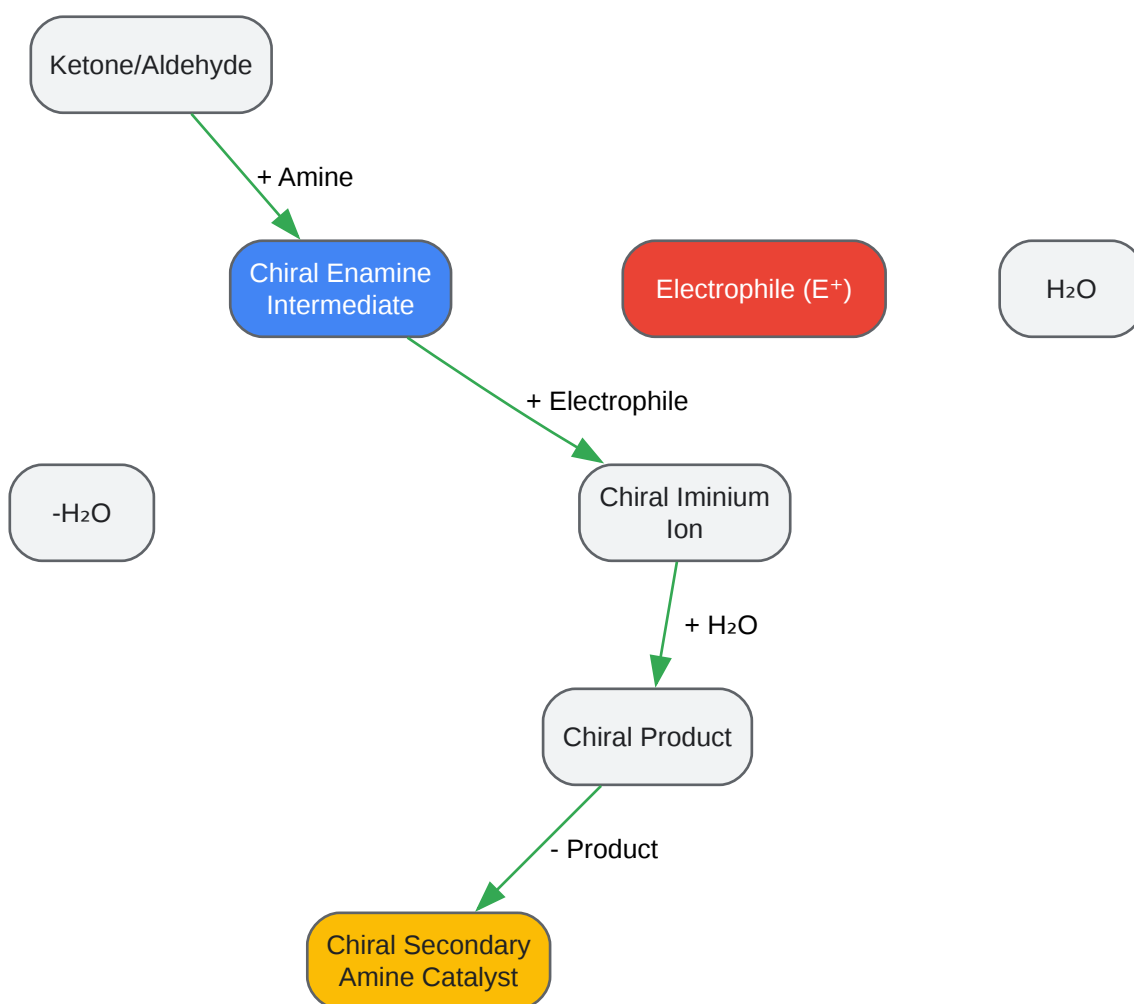 Ketone/Aldehyde
+ Amine
Chiral Enamine
Intermediate
Electrophile (E⁺)
H₂O
+ Electrophile
-H₂O
Chiral Iminium
Ion
+ H₂O
Chiral Product
- Product
Chiral Secondary
Amine Catalyst